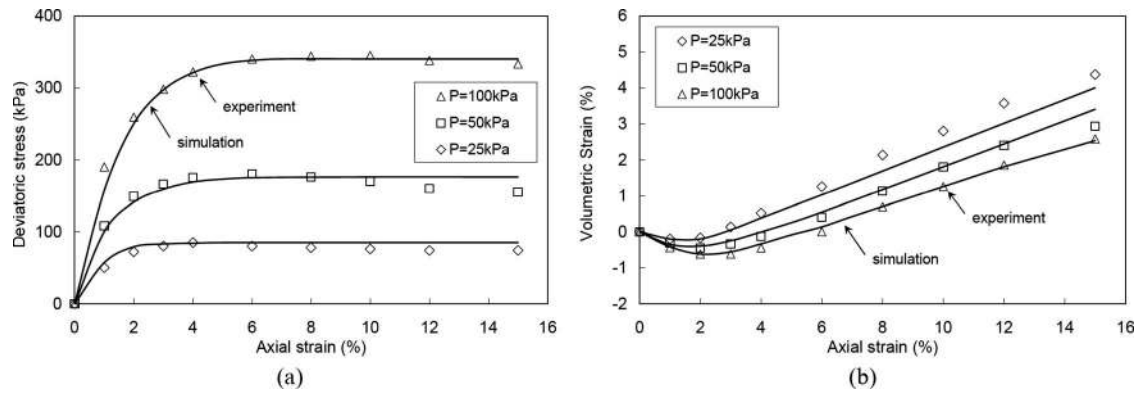 400
300
200
100
0
Deviatoric stress (kPa)
0 2 4 6 8 10 12 14 16
Axial strain (%)
experiment
simulation
P=100kPa
P=50kPa
P=25kPa
(a)
6
5
4
3
2
1
0
-1
-2
Volumetric Strain (%)
0 2 4 6 8 10 12 14 16
Axial strain (%)
P=25kPa
P=50kPa
P=100kPa
experiment
simulation
(b)